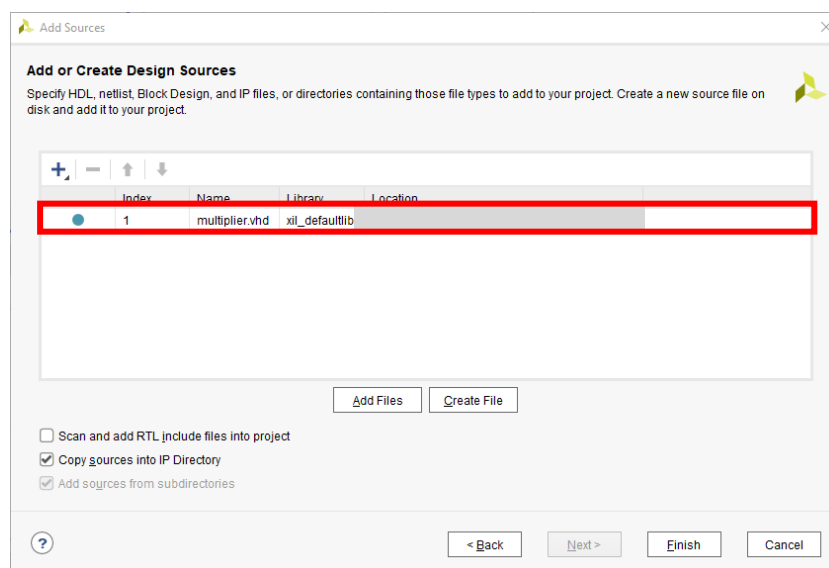 Add Sources
Add or Create Design Sources
Specify HDL, netlist, Block Design, and IP files, or directories containing those file types to add to your project. Create a new source file on
disk and add it to your project.
Index Name Library Location
1 multiplier.vhd xil_defaultlib
Add Files Create File
Scan and add RTL include files into project
Copy sources into IP Directory
Add sources from subdirectories
? < Back Next > Finish Cancel